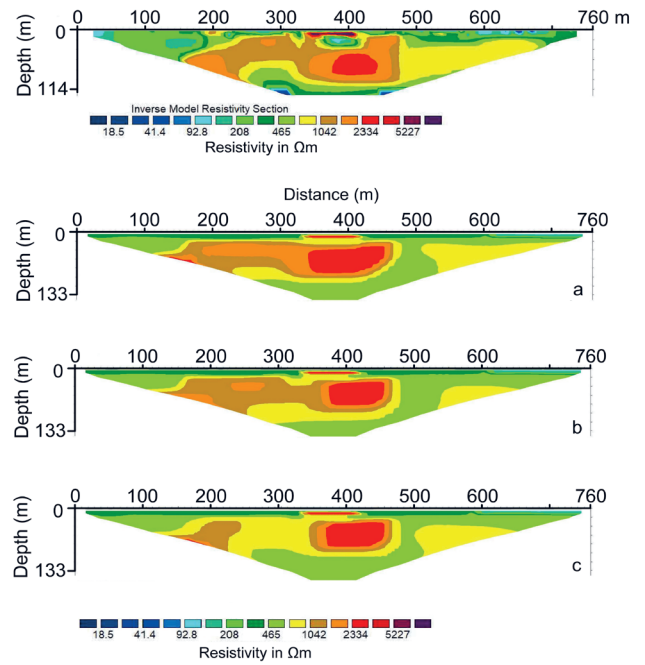 0 100 200 300 400 500 600 760 m
Depth (m)
0
114
Inverse Model Resistivity Section
18.5 41.4 92.8 208 465 1042 2334 5227
Resistivity in Ωm
Distance (m)
0 100 200 300 400 500 600 760
Depth (m)
0
133
a
0 100 200 300 400 500 600 760
Depth (m)
0
133
b
0 100 200 300 400 500 600 760
Depth (m)
0
133
c
18.5 41.4 92.8 208 465 1042 2334 5227
Resistivity in Ωm